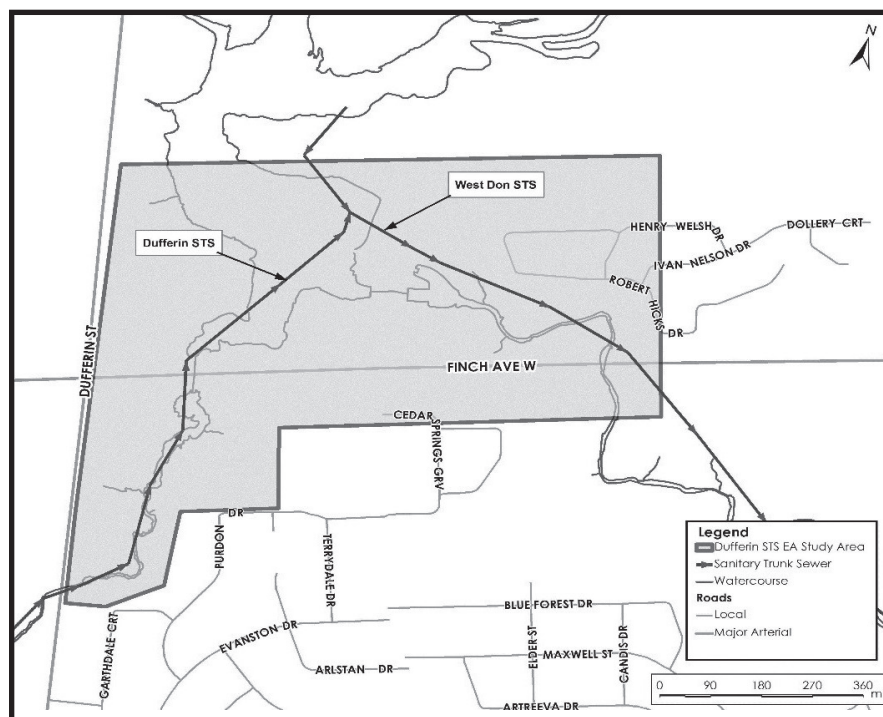 N
West Don STS
Dufferin STS
HENRY WELSH DR
DOLLERY CRT
IVAN NELSON DR
ROBERT HICKS DR
DUFFERIN ST
FINCH AVE W
CEDAR SPRINGS GRV
PURDON DR
TERRYDALE DR
GARTHDALE CRT
EVANSTON DR
ARLSTAN DR
BLUE FOREST DR
ELDER ST
MAXWELL ST
CANDIS DR
ARTREEVA DR
Legend
Dufferin STS EA Study Area
Sanitary Trunk Sewer
Watercourse
Roads
Local
Major Arterial
0 90 180 270 360
m